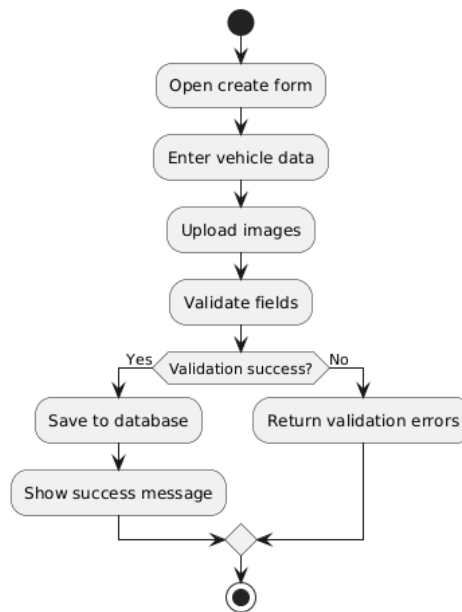 Open create form
Enter vehicle data
Upload images
Validate fields
Yes
Validation success?
No
Save to database
Return validation errors
Show success message